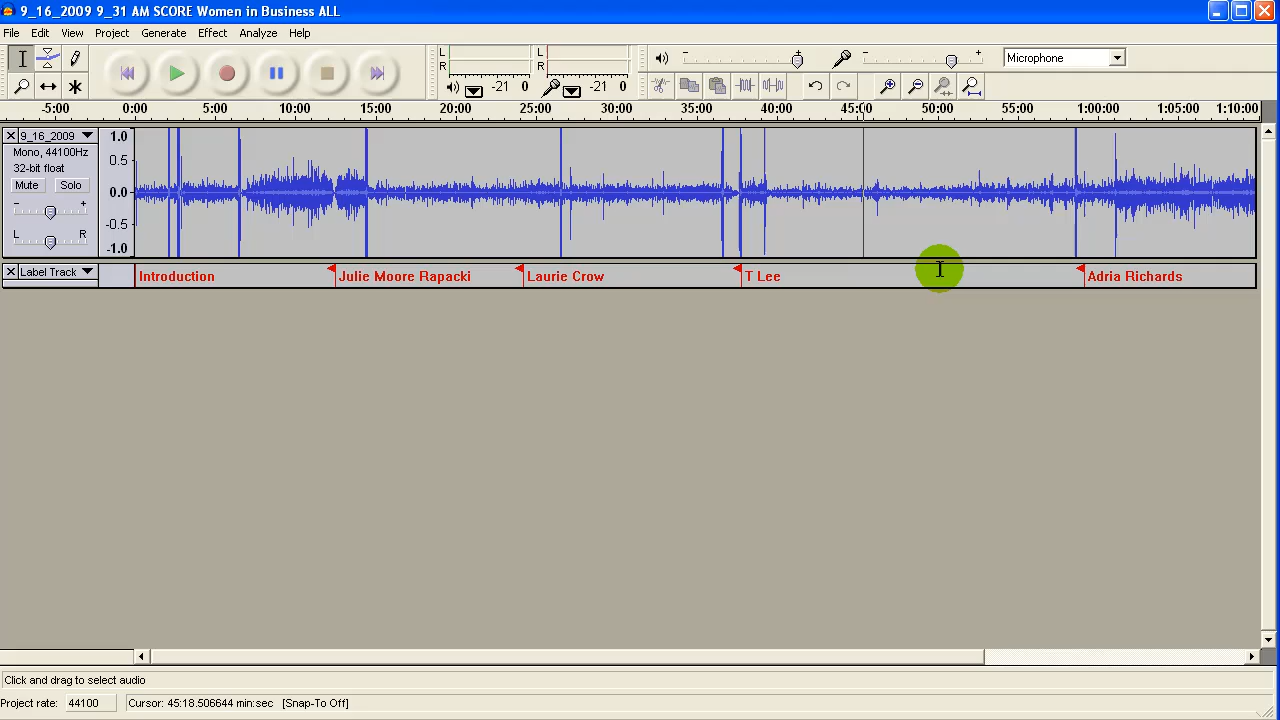 9_16_2009 9_31 AM SCORE Women in Business ALL
File Edit View Project Generate Effect Analyze Help
L R -21 0 L R -21 0 - + - + Microphone
-5:00 0:00 5:00 10:00 15:00 20:00 25:00 30:00 35:00 40:00 45:00 50:00 55:00 1:00:00 1:05:00 1:10:00
9_16_2009 1.0
Mono, 44100Hz
32-bit float 0.5
Mute Solo 0.0
- +
L R -0.5
-1.0
Label Track Introduction Julie Moore Rapacki Laurie Crow T Lee Adria Richards
Click and drag to select audio
Project rate: 44100 Cursor: 45:18.506644 min:sec [Snap-To Off]